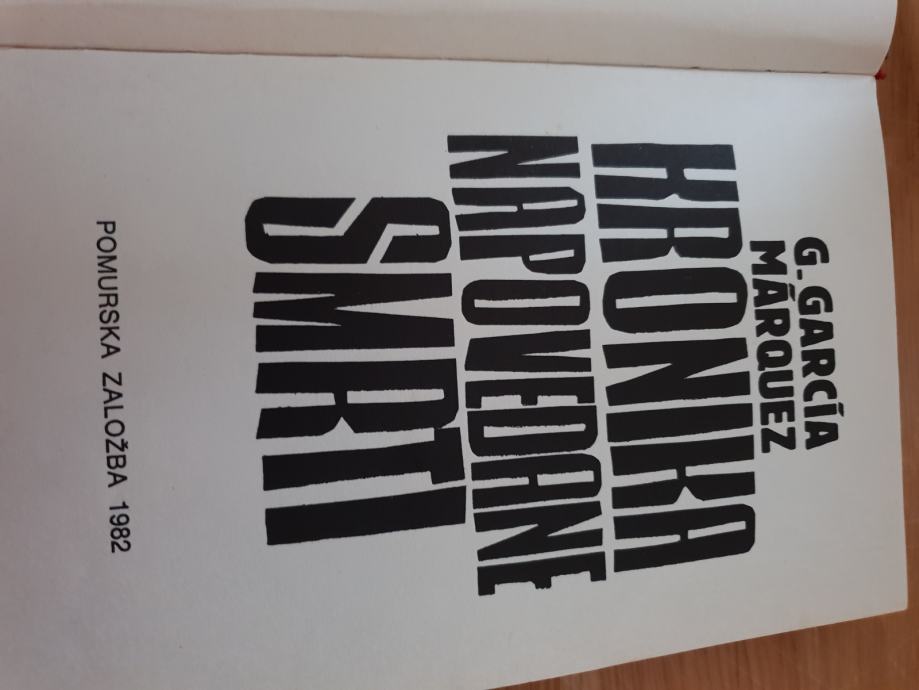 G. GARCÍA
MÁRQUEZ
KRONIKA
NAPOVEDANE
SMRTI
POMURSKA ZALOŽBA 1982